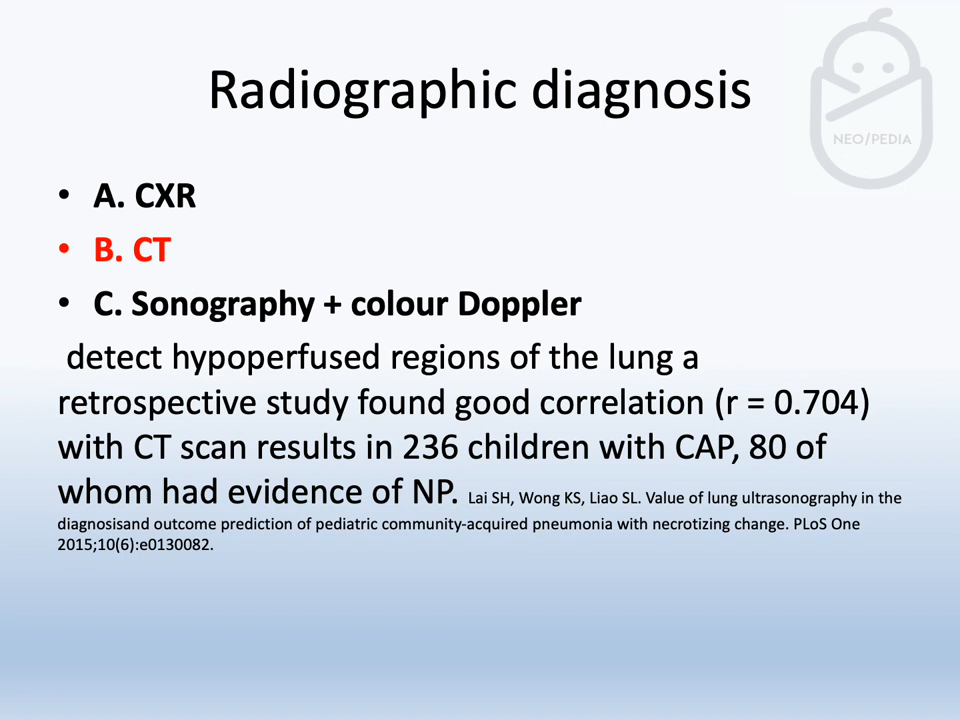 Radiographic diagnosis
NEO/PEDIA
• A. CXR
• B. CT
• C. Sonography + colour Doppler
detect hypoperfused regions of the lung a
retrospective study found good correlation (r = 0.704)
with CT scan results in 236 children with CAP, 80 of
whom had evidence of NP. Lai SH, Wong KS, Liao SL. Value of lung ultrasonography in the
diagnosisand outcome prediction of pediatric community-acquired pneumonia with necrotizing change. PLoS One
2015;10(6):e0130082.